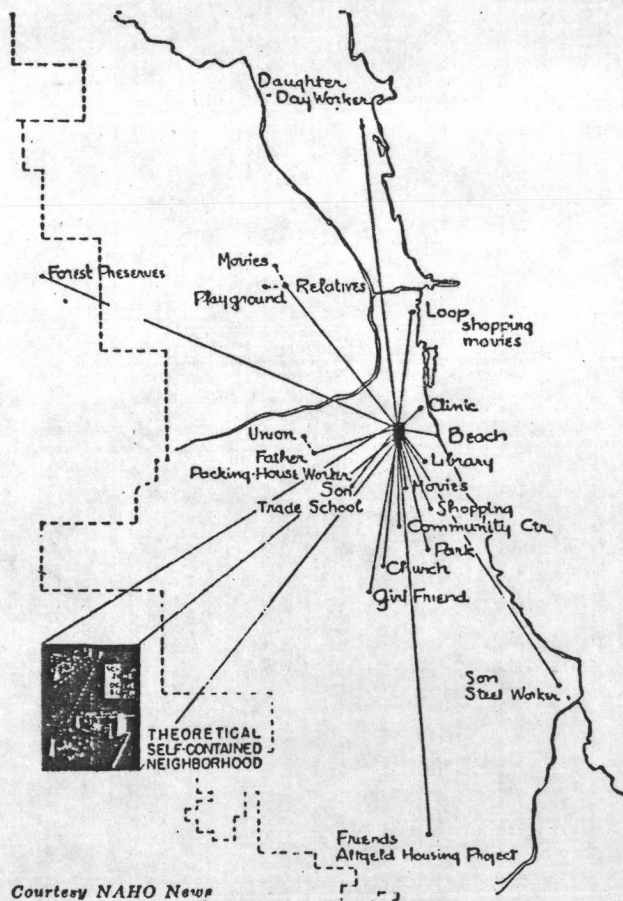 Daughter
Day Worker
Forest Preserves
Movies
Playground
Relatives
Loop
shopping
movies
Clinic
Beach
Union
Father
Packing-House Worker
Library
Son
Trade School
Movies
Shopping
Community Ctr.
Park
Church
Girl Friend
Son
Steel Worker
THEORETICAL
SELF-CONTAINED
NEIGHBORHOOD
Friends
Altgeld Housing Project
Courtesy NAHO News